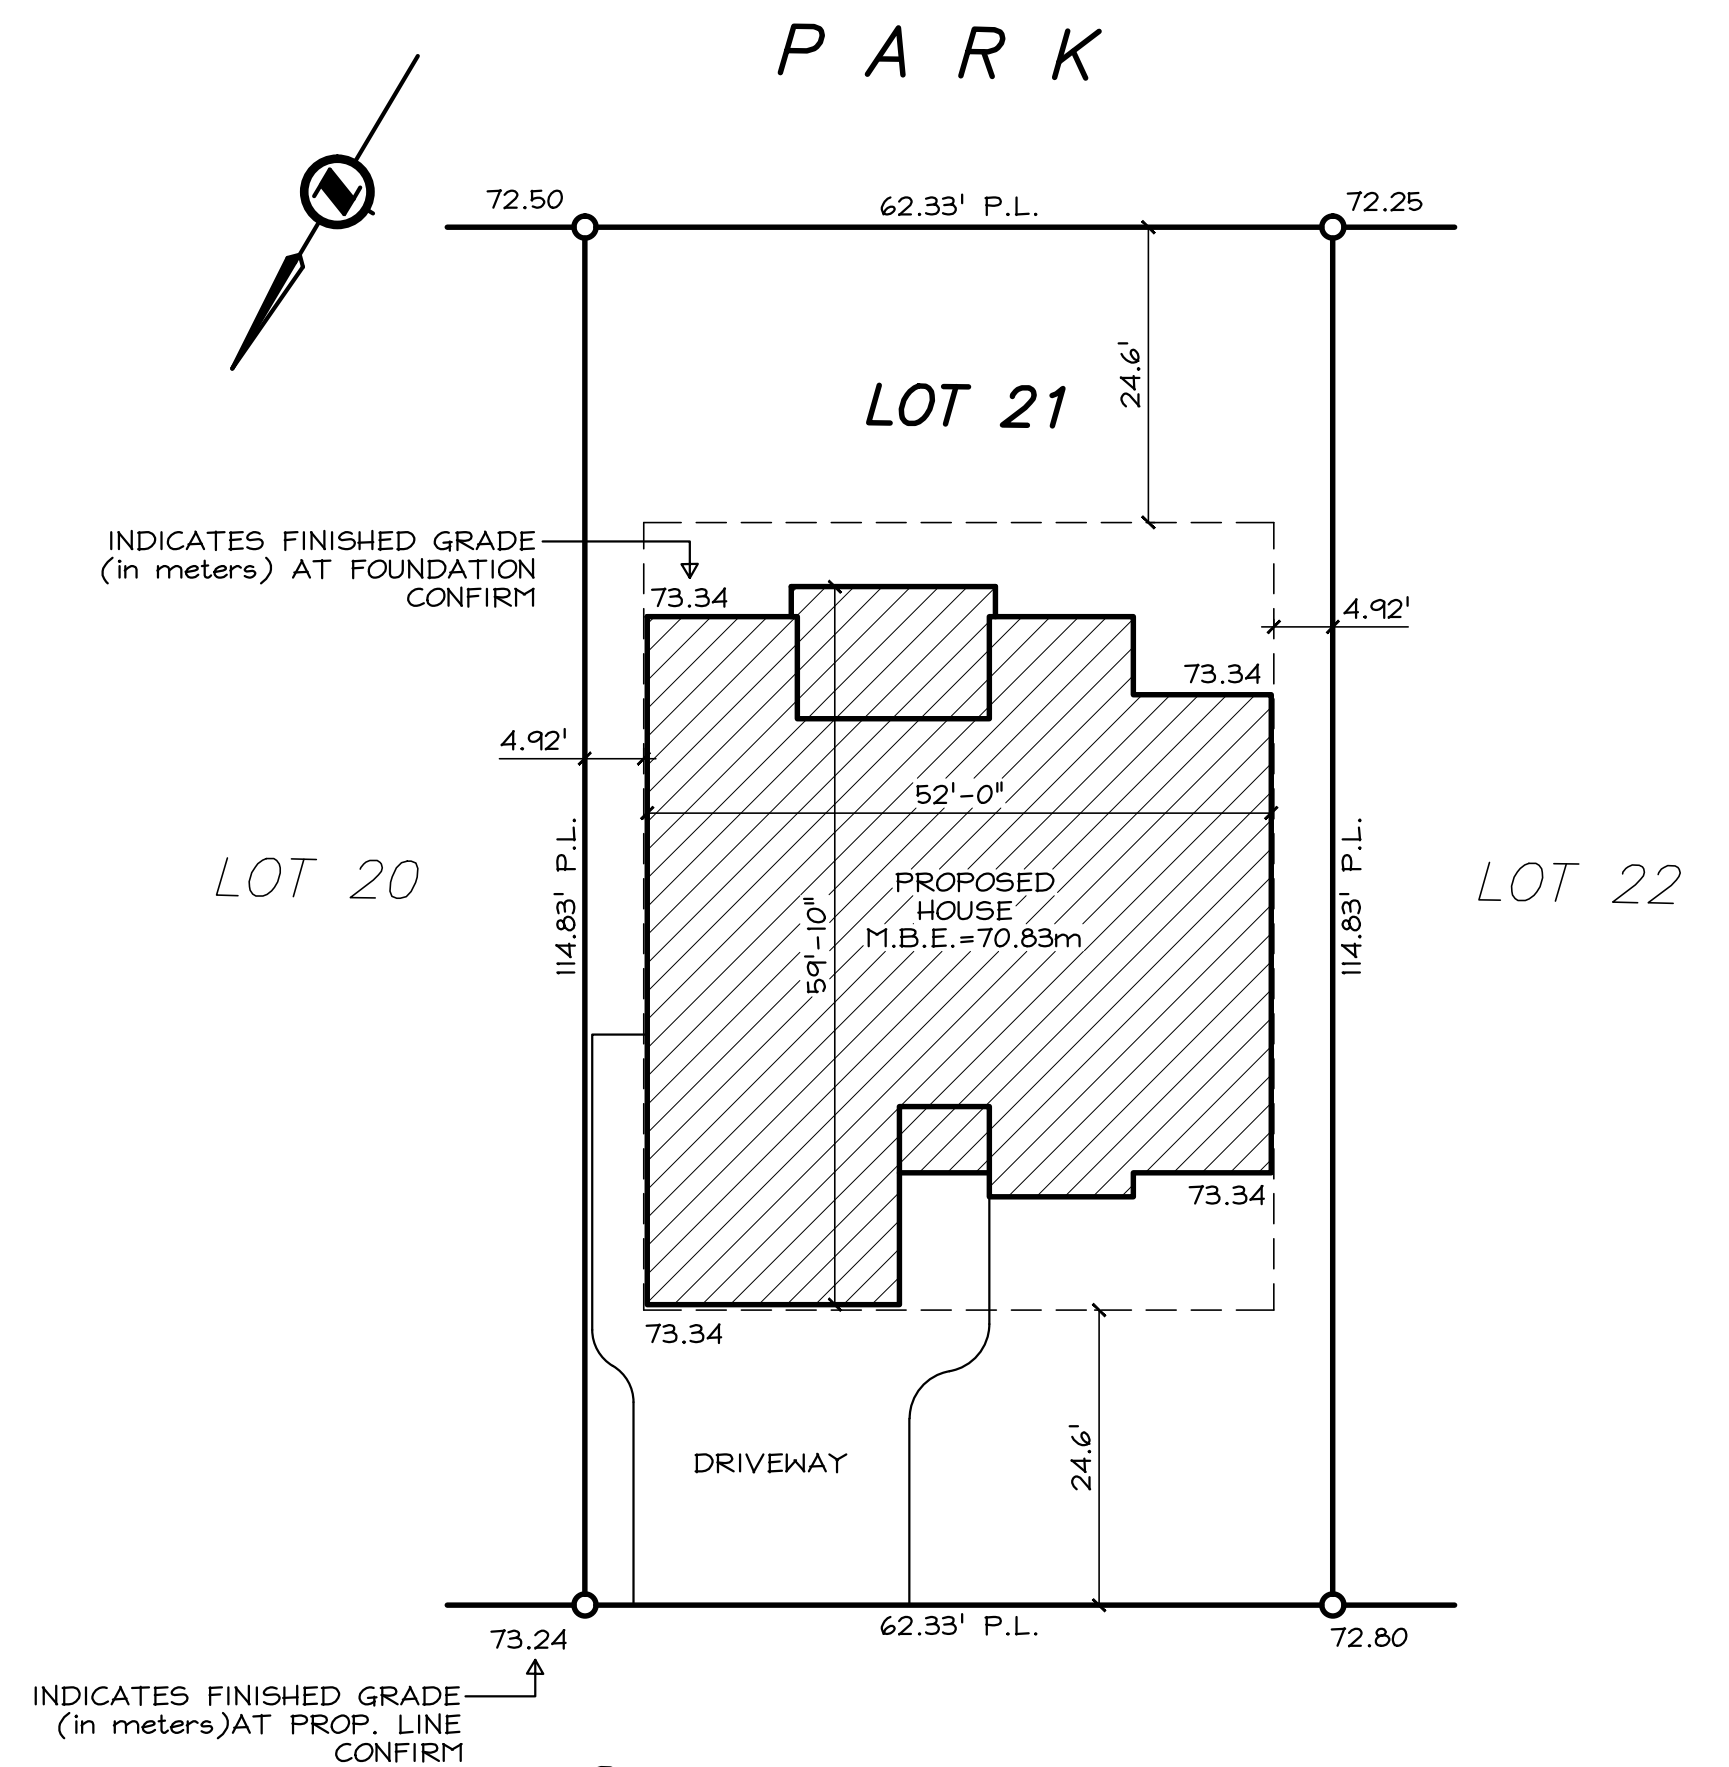 PARK
N
72.50
62.33' P.L.
72.25
24.6'
LOT 21
INDICATES FINISHED GRADE
(in meters) AT FOUNDATION
CONFIRM
73.34
4.92'
73.34
4.92'
52'-0"
LOT 20
114.83' P.L.
59'-10"
PROPOSED
HOUSE
M.B.E.=70.83m
114.83' P.L.
LOT 22
73.34
73.34
DRIVEWAY
24.6'
62.33' P.L.
73.24
72.80
INDICATES FINISHED GRADE
(in meters)AT PROP. LINE
CONFIRM